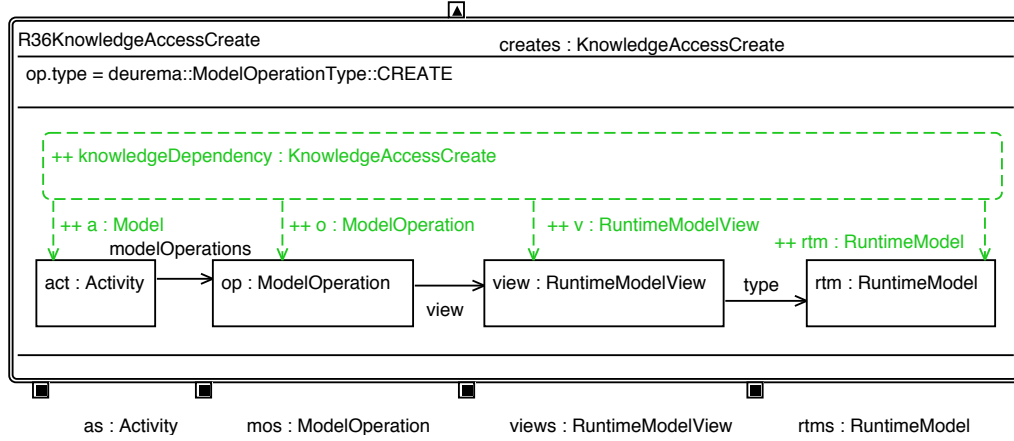 R36KnowledgeAccessCreate
creates : KnowledgeAccessCreate
op.type = deurema::ModelOperationType::CREATE
++ knowledgeDependency : KnowledgeAccessCreate
++ a : Model
++ o : ModelOperation
++ v : RuntimeModelView
++ rtm : RuntimeModel
modelOperations
act : Activity
op : ModelOperation
view
view : RuntimeModelView
type
rtm : RuntimeModel
as : Activity
mos : ModelOperation
views : RuntimeModelView
rtms : RuntimeModel